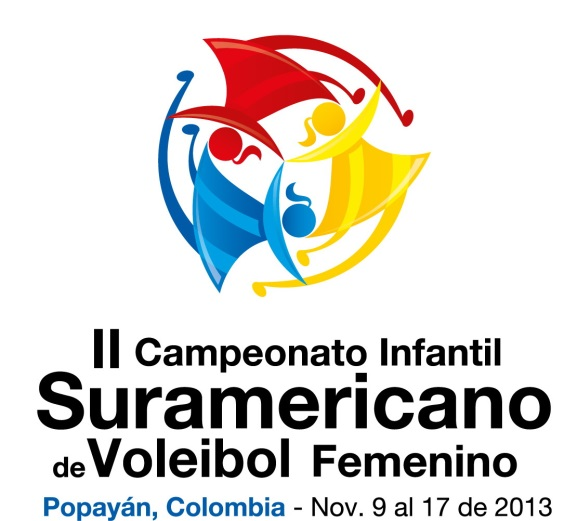 II Campeonato Infantil
Suramericano
de Voleibol Femenino
Popayán, Colombia - Nov. 9 al 17 de 2013